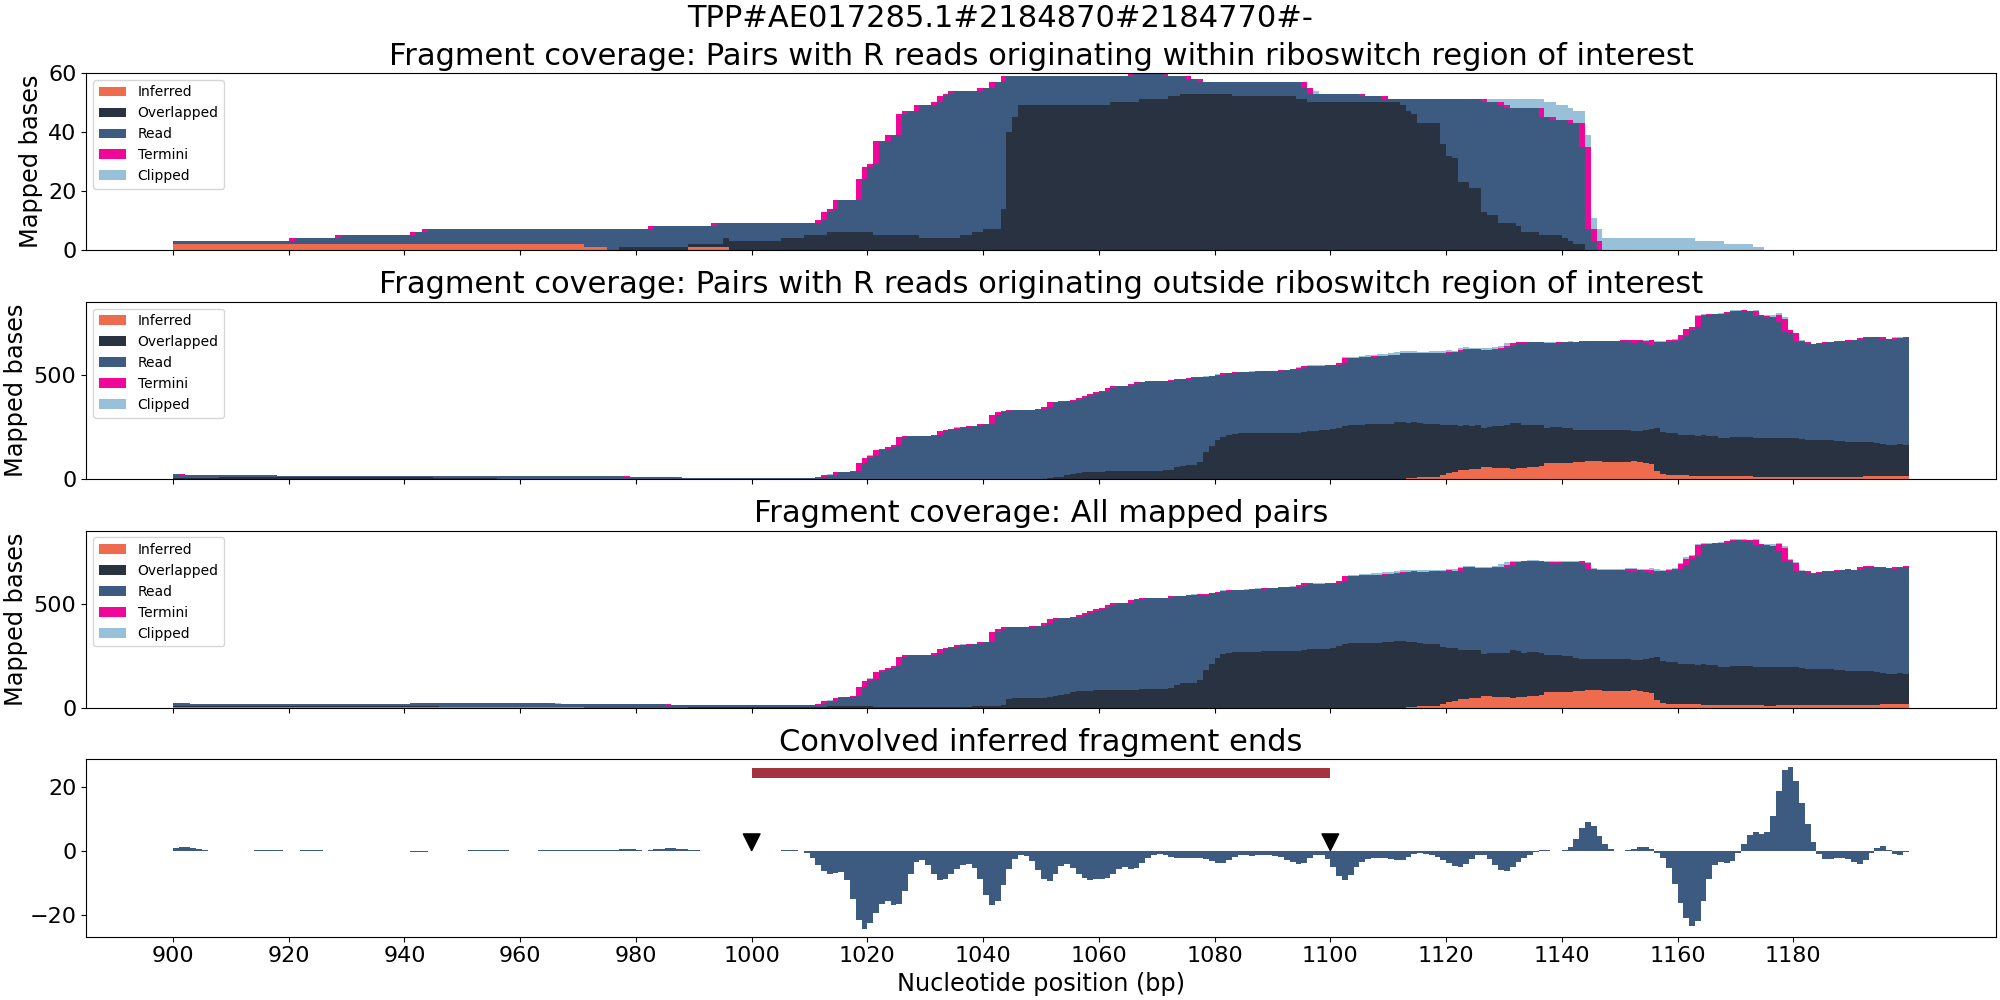 TPP#AE017285.1#2184870#2184770#-
Fragment coverage: Pairs with R reads originating within riboswitch region of interest
Mapped bases
60
40
20
0
Inferred
Overlapped
Read
Termini
Clipped
Fragment coverage: Pairs with R reads originating outside riboswitch region of interest
Mapped bases
500
0
Inferred
Overlapped
Read
Termini
Clipped
Fragment coverage: All mapped pairs
Mapped bases
500
0
Inferred
Overlapped
Read
Termini
Clipped
Convolved inferred fragment ends
20
0
−20
900 920 940 960 980 1000 1020 1040 1060 1080 1100 1120 1140 1160 1180
Nucleotide position (bp)